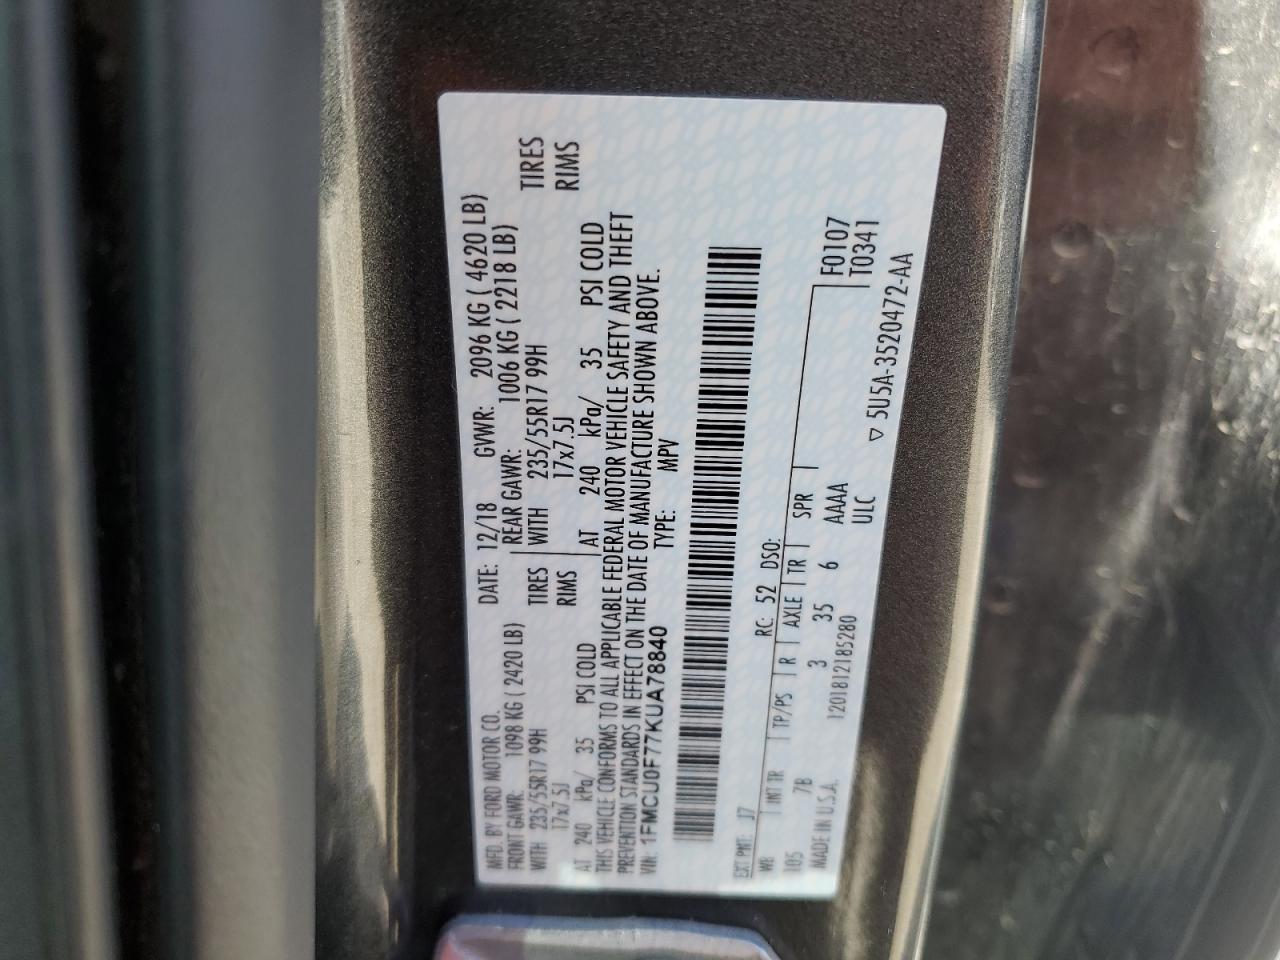 MFD. BY FORD MOTOR CO.
DATE: 12/18 GVWR: 2096 KG ( 4620 LB)
FRONT GAWR: 1098 KG ( 2420 LB) REAR GAWR: 1006 KG ( 2218 LB)
WITH 235/55R17 99H TIRES WITH 235/55R17 99H TIRES
17x7.5J RIMS 17x7.5J RIMS
AT 240 kPa/ 35 PSI COLD AT 240 kPa/ 35 PSI COLD
THIS VEHICLE CONFORMS TO ALL APPLICABLE FEDERAL MOTOR VEHICLE SAFETY AND THEFT
PREVENTION STANDARDS IN EFFECT ON THE DATE OF MANUFACTURE SHOWN ABOVE.
VIN: 1FMCU0F77KUA78840 TYPE: MPV
EXT PNT: J7 RC: 52 DSO:
WB INT TR TP/PS R AXLE TR SPR F0107
105 7B 3 35 6 AAAA T0341
MADE IN U.S.A. 1201812185280 ULC
▽ 5U5A-3520472-AA